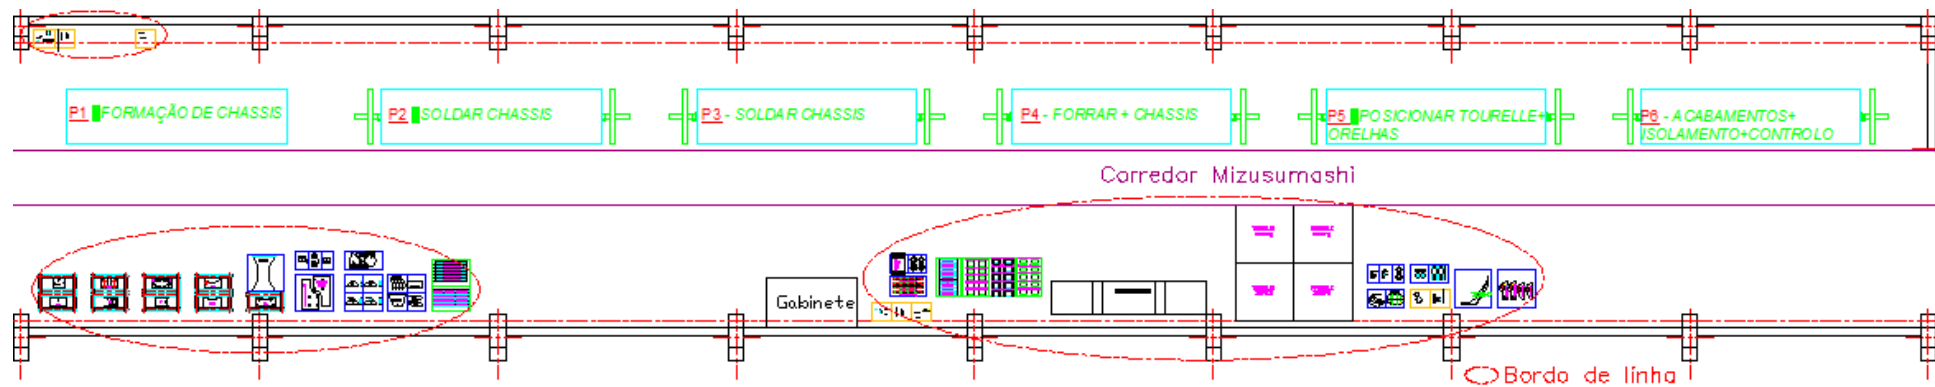 P1 FORMAÇÃO DE CHASSIS
P2 SOLDAR CHASSIS
P3 - SOLDAR CHASSIS
P4 - FORRAR + CHASSIS
P5 POSICIONAR TOURELLE+
ORELHAS
P6 - ACABAMENTOS+
ISOLAMENTO+CONTROLO
Corredor Mizusumashi
Gabinete
Bordo de linha